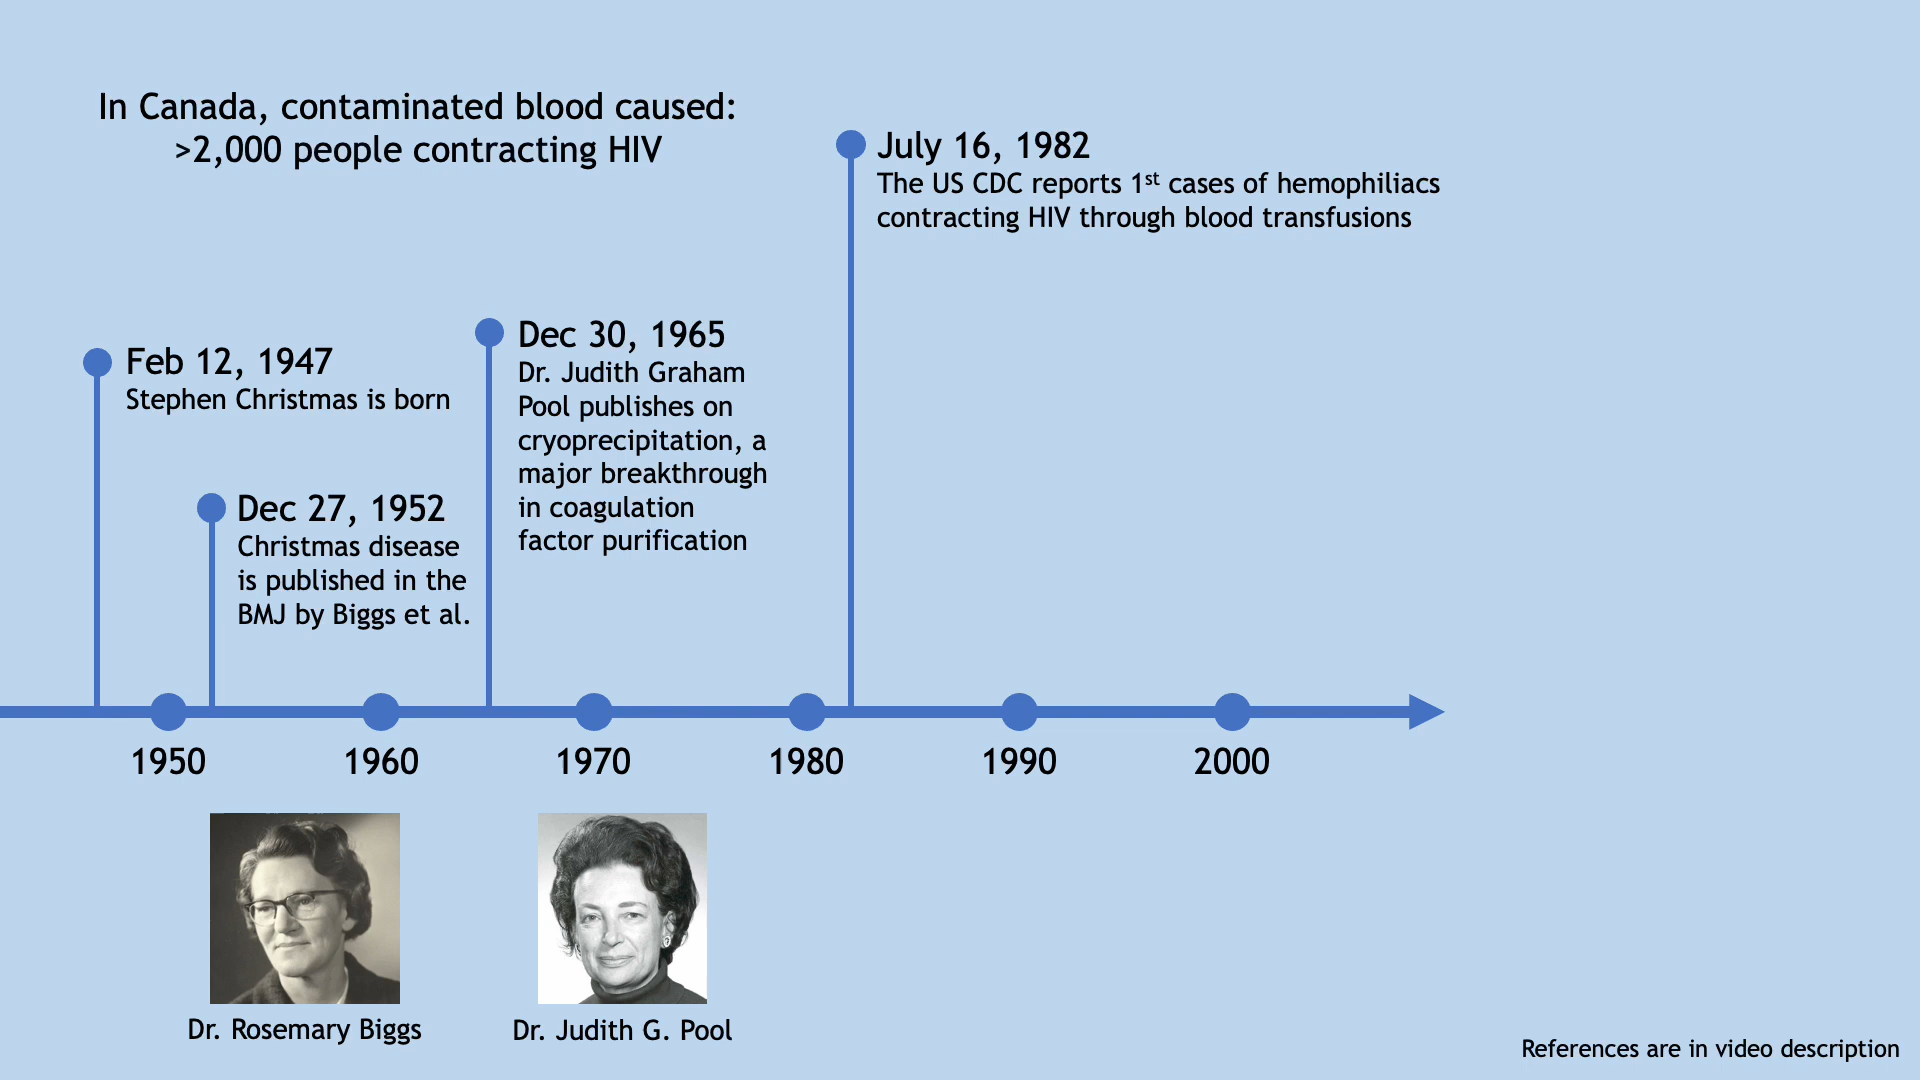 In Canada, contaminated blood caused:
>2,000 people contracting HIV
July 16, 1982
The US CDC reports 1st cases of hemophiliacs
contracting HIV through blood transfusions
Feb 12, 1947
Stephen Christmas is born
Dec 30, 1965
Dr. Judith Graham
Pool publishes on
cryoprecipitation, a
major breakthrough
in coagulation
factor purification
Dec 27, 1952
Christmas disease
is published in the
BMJ by Biggs et al.
1950
1960
1970
1980
1990
2000
Dr. Rosemary Biggs
Dr. Judith G. Pool
References are in video description